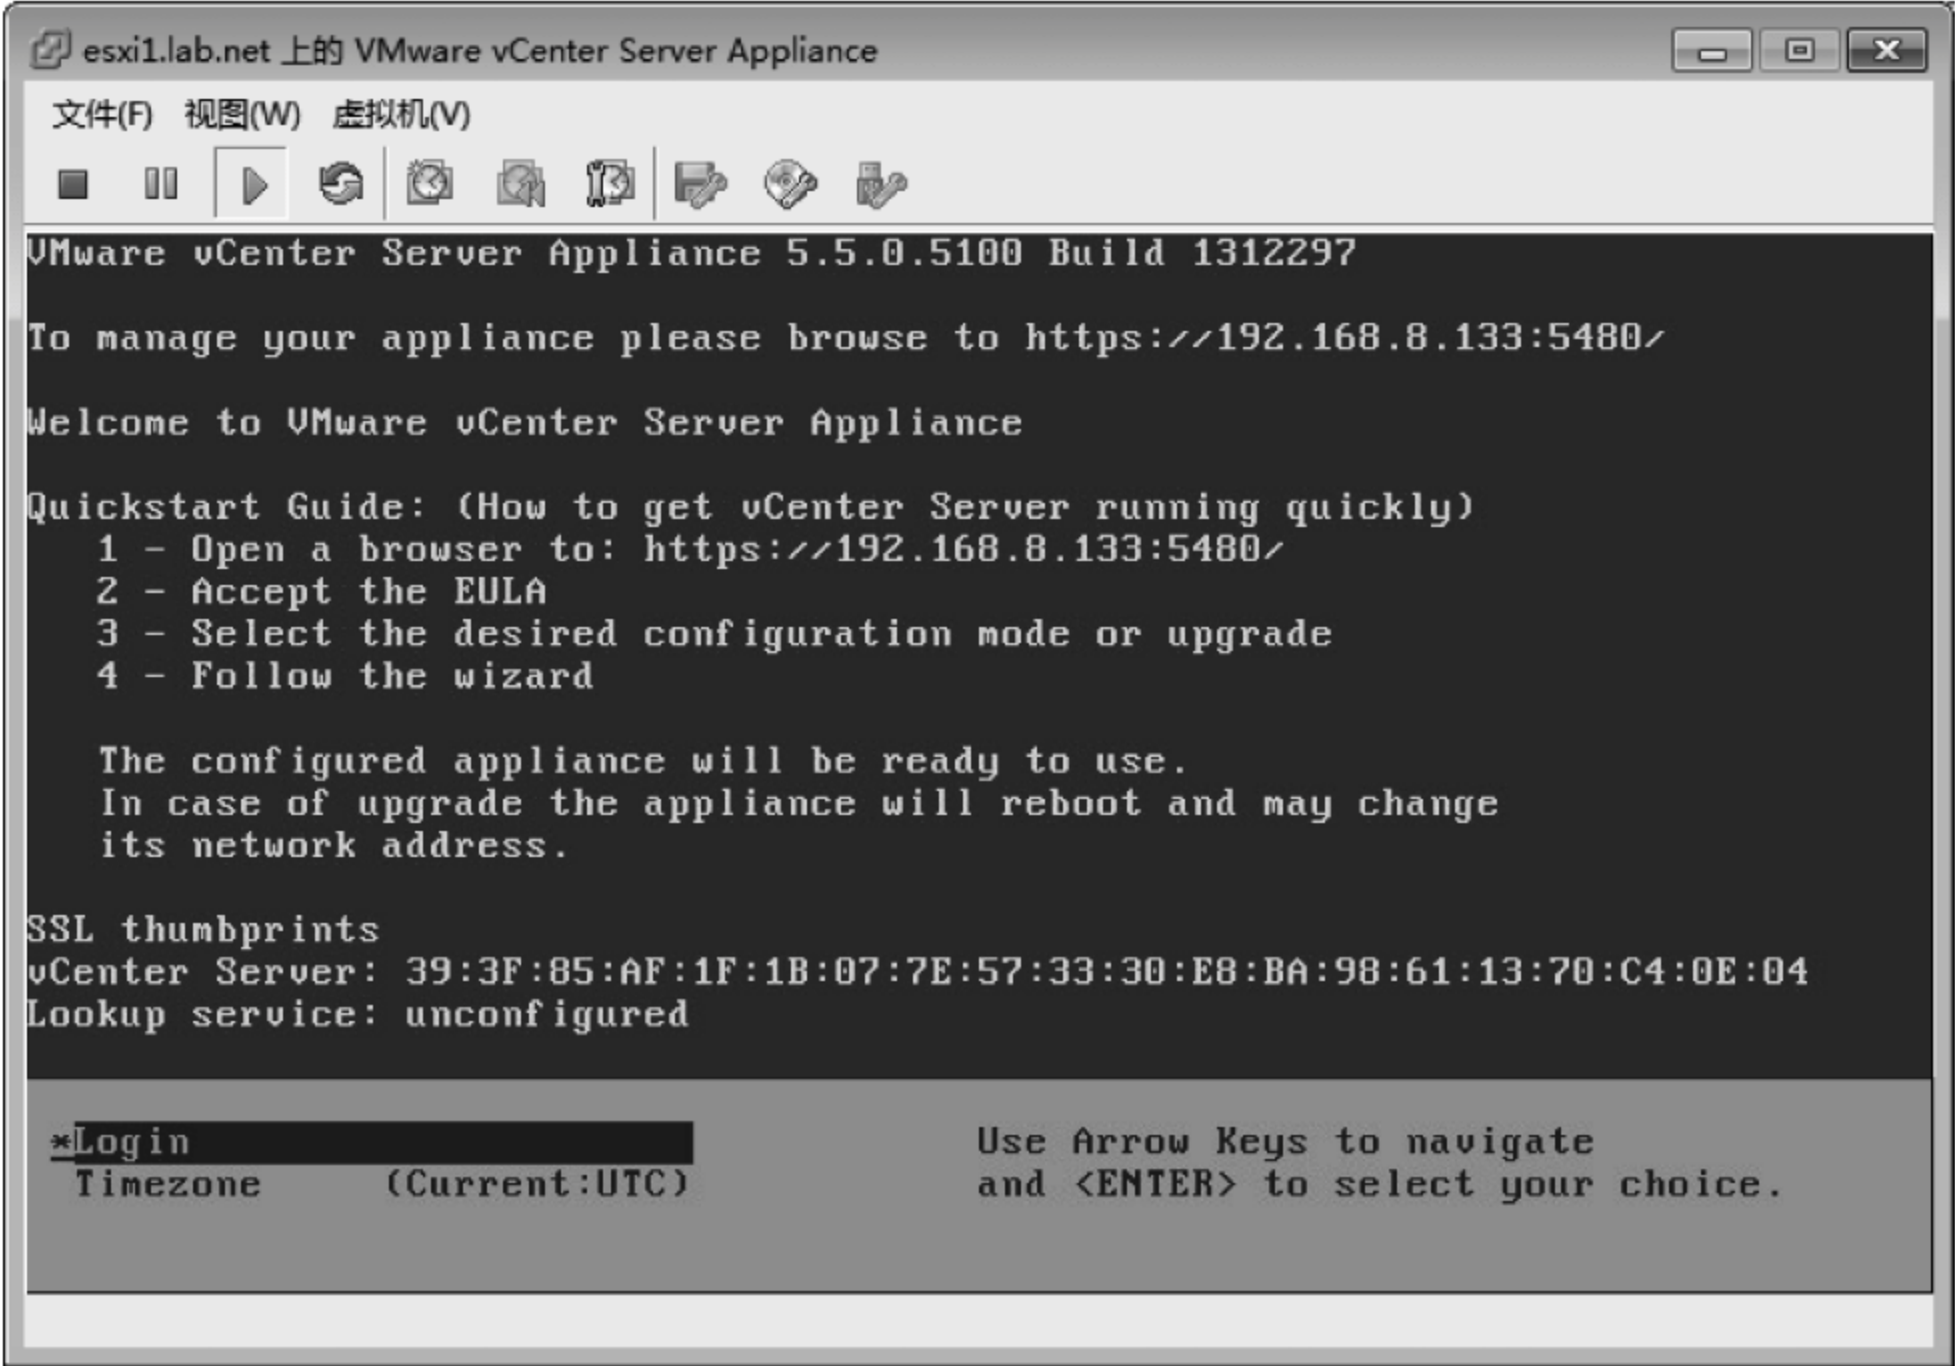 esxi1.lab.net 上的 VMware vCenter Server Appliance
文件(F) 视图(W) 虚拟机(V)
VMware vCenter Server Appliance 5.5.0.5100 Build 1312297
To manage your appliance please browse to https://192.168.8.133:5480/
Welcome to VMware vCenter Server Appliance
Quickstart Guide: (How to get vCenter Server running quickly)
1 - Open a browser to: https://192.168.8.133:5480/
2 - Accept the EULA
3 - Select the desired configuration mode or upgrade
4 - Follow the wizard
The configured appliance will be ready to use.
In case of upgrade the appliance will reboot and may change
its network address.
SSL thumbprints
vCenter Server: 39:3F:85:AF:1F:1B:07:7E:57:33:30:E8:BA:98:61:13:70:C4:0E:04
Lookup service: unconfigured
*Login Use Arrow Keys to navigate
Timezone (Current:UTC) and <ENTER> to select your choice.